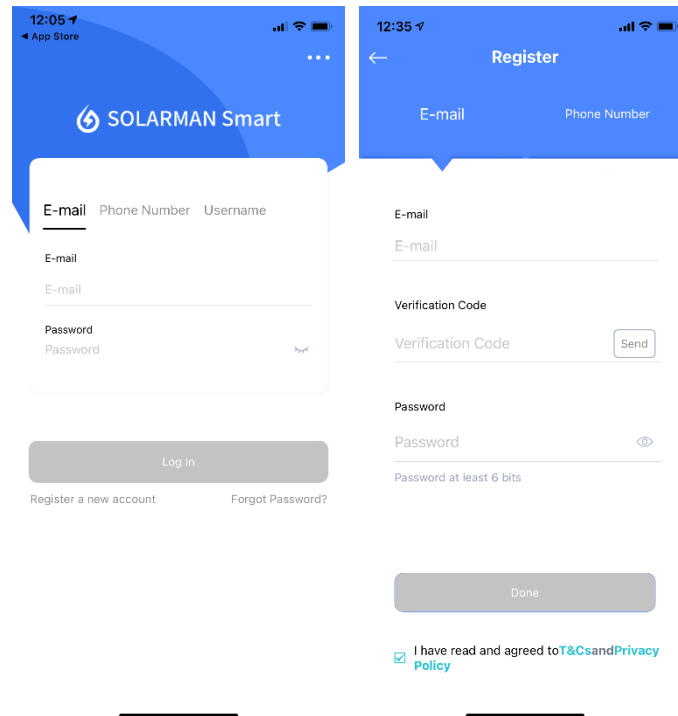 12:05
◀ App Store
SOLARMAN Smart
E-mail Phone Number Username
E-mail
E-mail
Password
Password
Log in
Register a new account Forgot Password?
12:35
Register
E-mail Phone Number
E-mail
E-mail
Verification Code
Verification Code Send
Password
Password
Password at least 6 bits
Done
I have read and agreed toT&CsandPrivacy
Policy